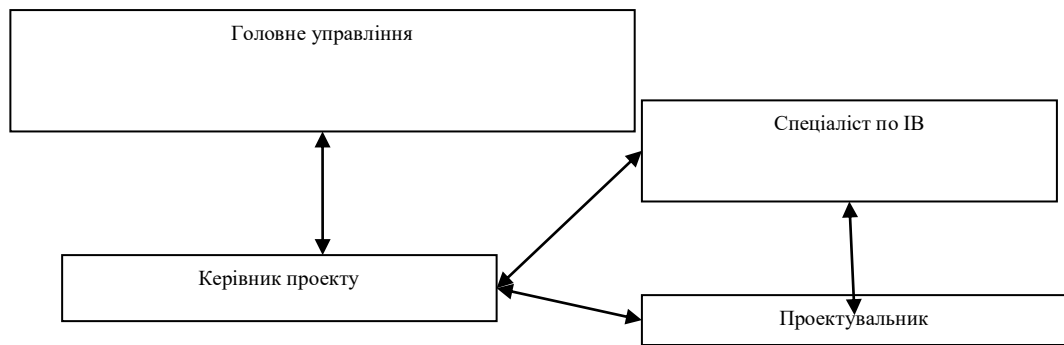 Головне управління
Спеціаліст по ІВ
Керівник проекту
Проектувальник